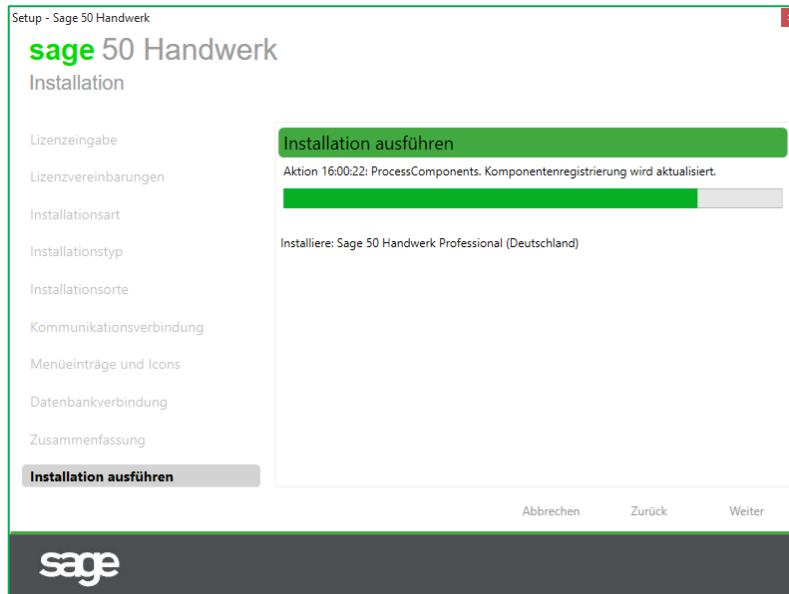 Setup - Sage 50 Handwerk
sage 50 Handwerk
Installation
Lizenzeingabe
Lizenzvereinbarungen
Installationsart
Installationstyp
Installationsorte
Kommunikationsverbindung
Menüeinträge und Icons
Datenbankverbindung
Zusammenfassung
Installation ausführen
Installation ausführen
Aktion 16:00:22: ProcessComponents. Komponentenregistrierung wird aktualisiert.
Installiere: Sage 50 Handwerk Professional (Deutschland)
Abbrechen Zurück Weiter
sage